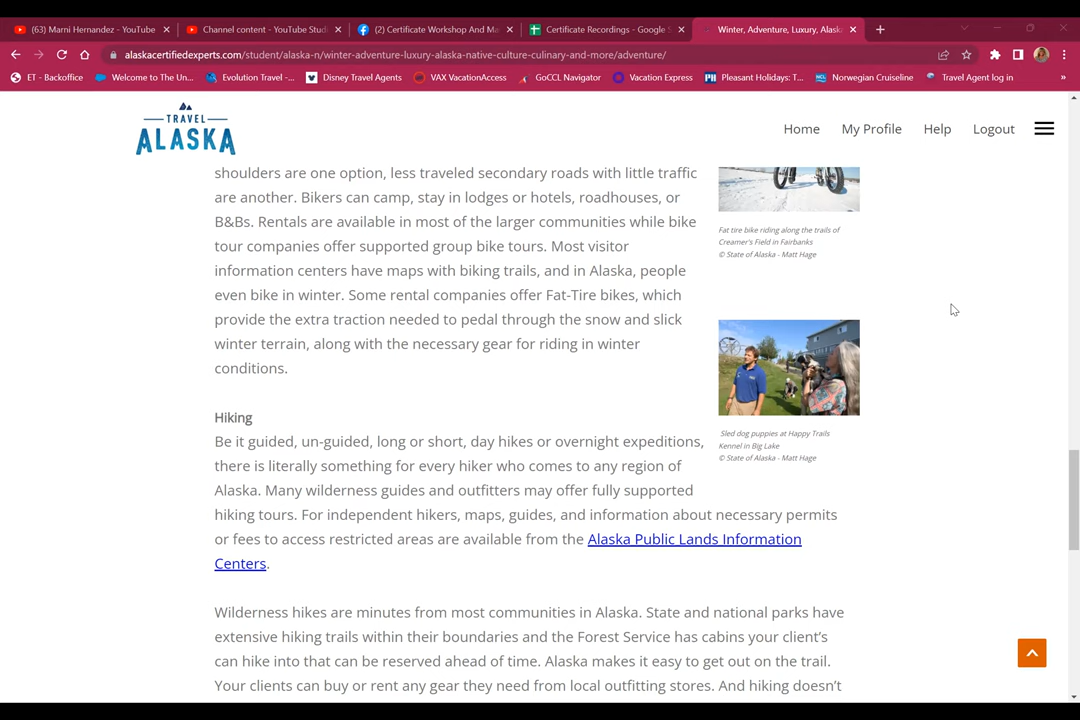 (63) Marni Hernandez - YouTube
Channel content - YouTube Studi
(2) Certificate Workshop And Ma
Certificate Recordings - Google S
Winter, Adventure, Luxury, Alaska
alaskacertifiedexperts.com/student/alaska-n/winter-adventure-luxury-alaska-native-culture-culinary-and-more/adventure/
ET - Backoffice
Welcome to The Un...
Evolution Travel -...
Disney Travel Agents
VAX VacationAccess
GoCCL Navigator
Vacation Express
Pleasant Holidays: T...
Norwegian Cruiseline
Travel Agent log in
TRAVEL
ALASKA
Home My Profile Help Logout
shoulders are one option, less traveled secondary roads with little traffic
are another. Bikers can camp, stay in lodges or hotels, roadhouses, or
B&Bs. Rentals are available in most of the larger communities while bike
tour companies offer supported group bike tours. Most visitor
information centers have maps with biking trails, and in Alaska, people
even bike in winter. Some rental companies offer Fat-Tire bikes, which
provide the extra traction needed to pedal through the snow and slick
winter terrain, along with the necessary gear for riding in winter
conditions.
Fat tire bike riding along the trails of
Creamer's Field in Fairbanks
© State of Alaska - Matt Hage
Sled dog puppies at Happy Trails
Kennel in Big Lake
© State of Alaska - Matt Hage
Hiking
Be it guided, un-guided, long or short, day hikes or overnight expeditions,
there is literally something for every hiker who comes to any region of
Alaska. Many wilderness guides and outfitters may offer fully supported
hiking tours. For independent hikers, maps, guides, and information about necessary permits
or fees to access restricted areas are available from the Alaska Public Lands Information
Centers.
Wilderness hikes are minutes from most communities in Alaska. State and national parks have
extensive hiking trails within their boundaries and the Forest Service has cabins your client's
can hike into that can be reserved ahead of time. Alaska makes it easy to get out on the trail.
Your clients can buy or rent any gear they need from local outfitting stores. And hiking doesn't